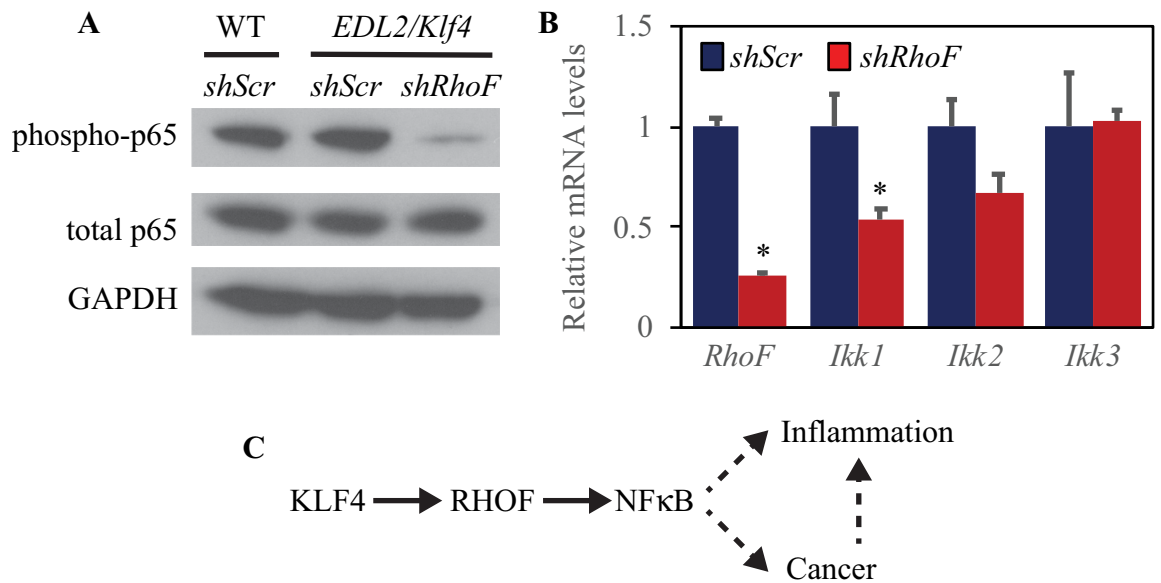 A
WT EDL2/Klf4
shScr shScr shRhoF
phospho-p65
total p65
GAPDH
B
Relative mRNA levels
1.5
1
0.5
0
shScr shRhoF
* *
RhoF Ikk1 Ikk2 Ikk3
C
KLF4 RHOF NFκB
Inflammation
Cancer